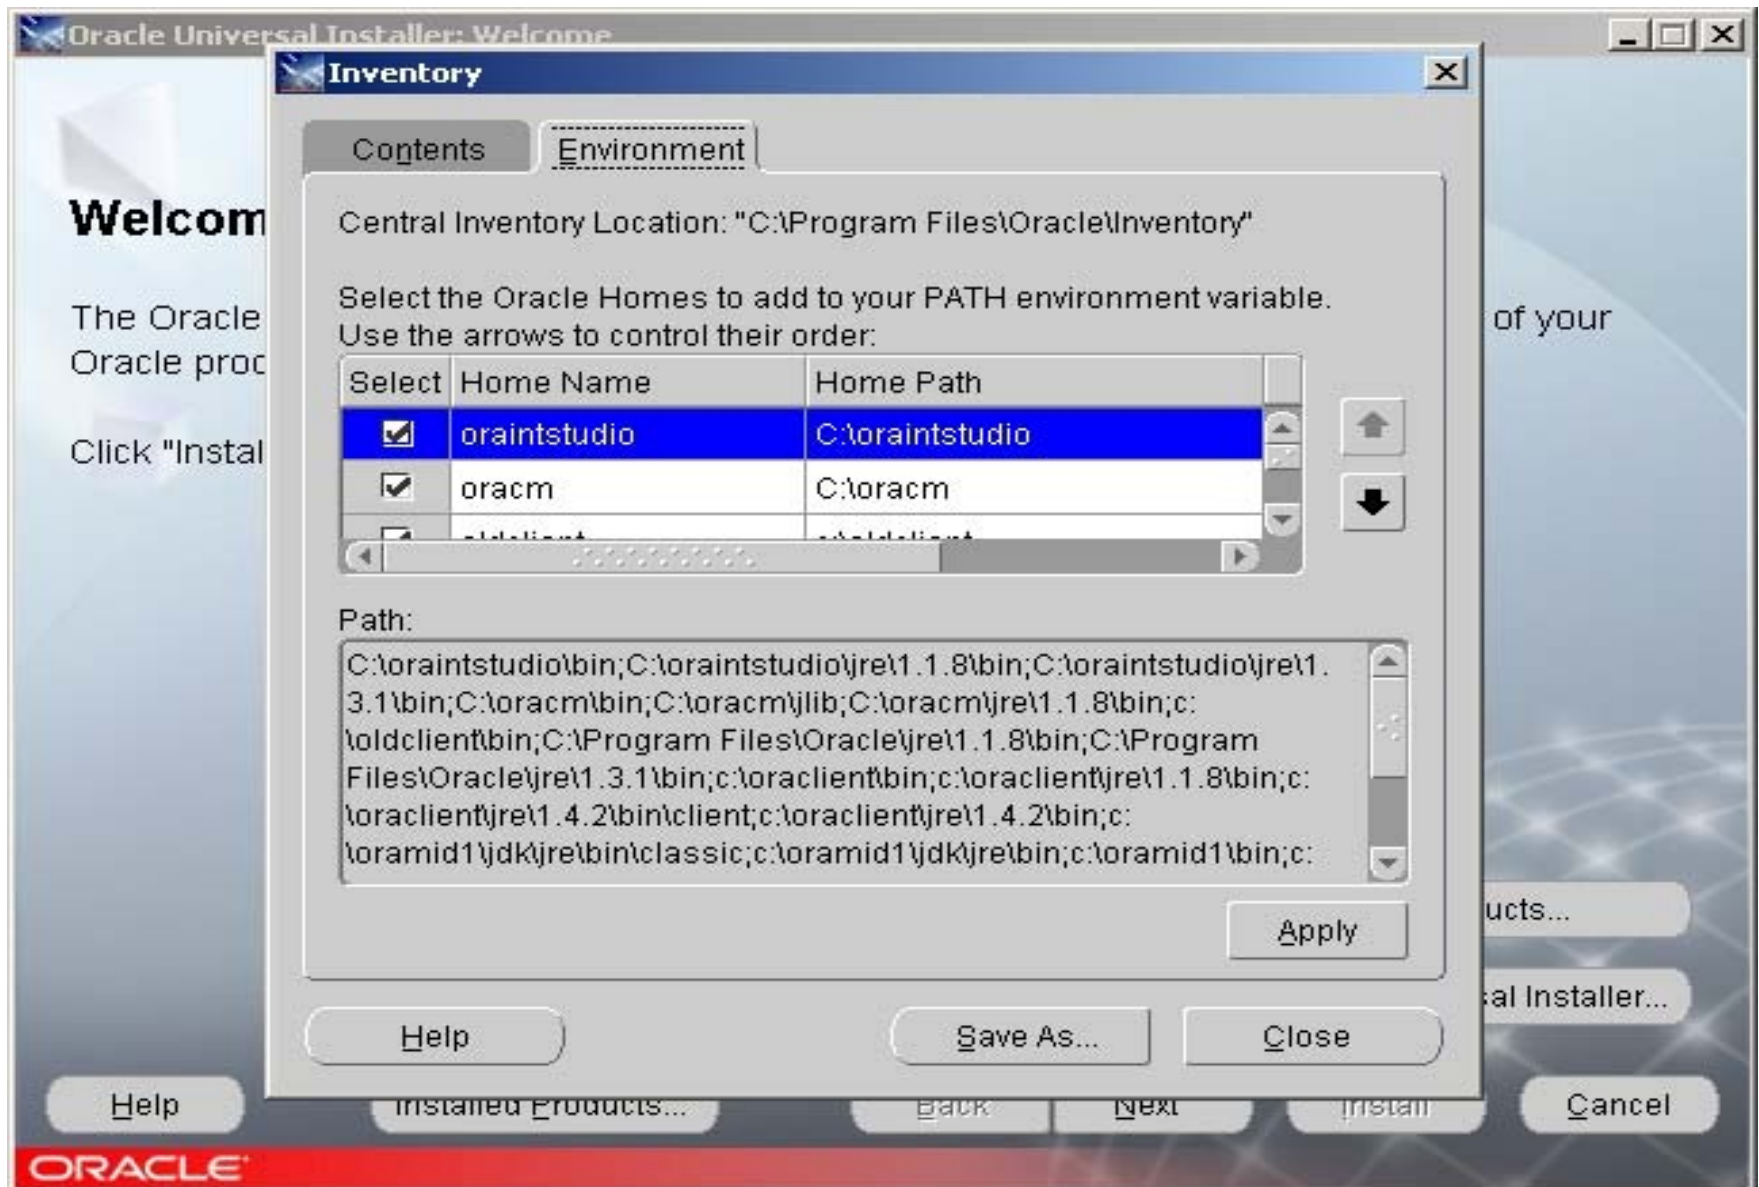 Oracle Universal Installer: Welcome
Inventory
Contents
Environment
Welcom
The Oracle
of your
Oracle proc
Click "Instal
Central Inventory Location: "C:\Program Files\Oracle\Inventory"
Select the Oracle Homes to add to your PATH environment variable.
Use the arrows to control their order:
Select Home Name Home Path
oraintstudio C:\oraintstudio
oracm C:\oracm
oldclient c:\oldclient
Path:
C:\oraintstudio\bin;C:\oraintstudio\jre\1.1.8\bin;C:\oraintstudio\jre\1.
3.1\bin;C:\oracm\bin;C:\oracm\jlib;C:\oracm\jre\1.1.8\bin;c:
\oldclient\bin;C:\Program Files\Oracle\jre\1.1.8\bin;C:\Program
Files\Oracle\jre\1.3.1\bin;c:\oraclient\bin;c:\oraclient\jre\1.1.8\bin;c:
\oraclient\jre\1.4.2\bin\client;c:\oraclient\jre\1.4.2\bin;c:
\oramid1\jdk\jre\bin\classic;c:\oramid1\jdk\jre\bin;c:\oramid1\bin;c:
Apply
ucts...
sal Installer...
Help
Save As...
Close
Help
Installed Products...
Back
Next
Install
Cancel
ORACLE